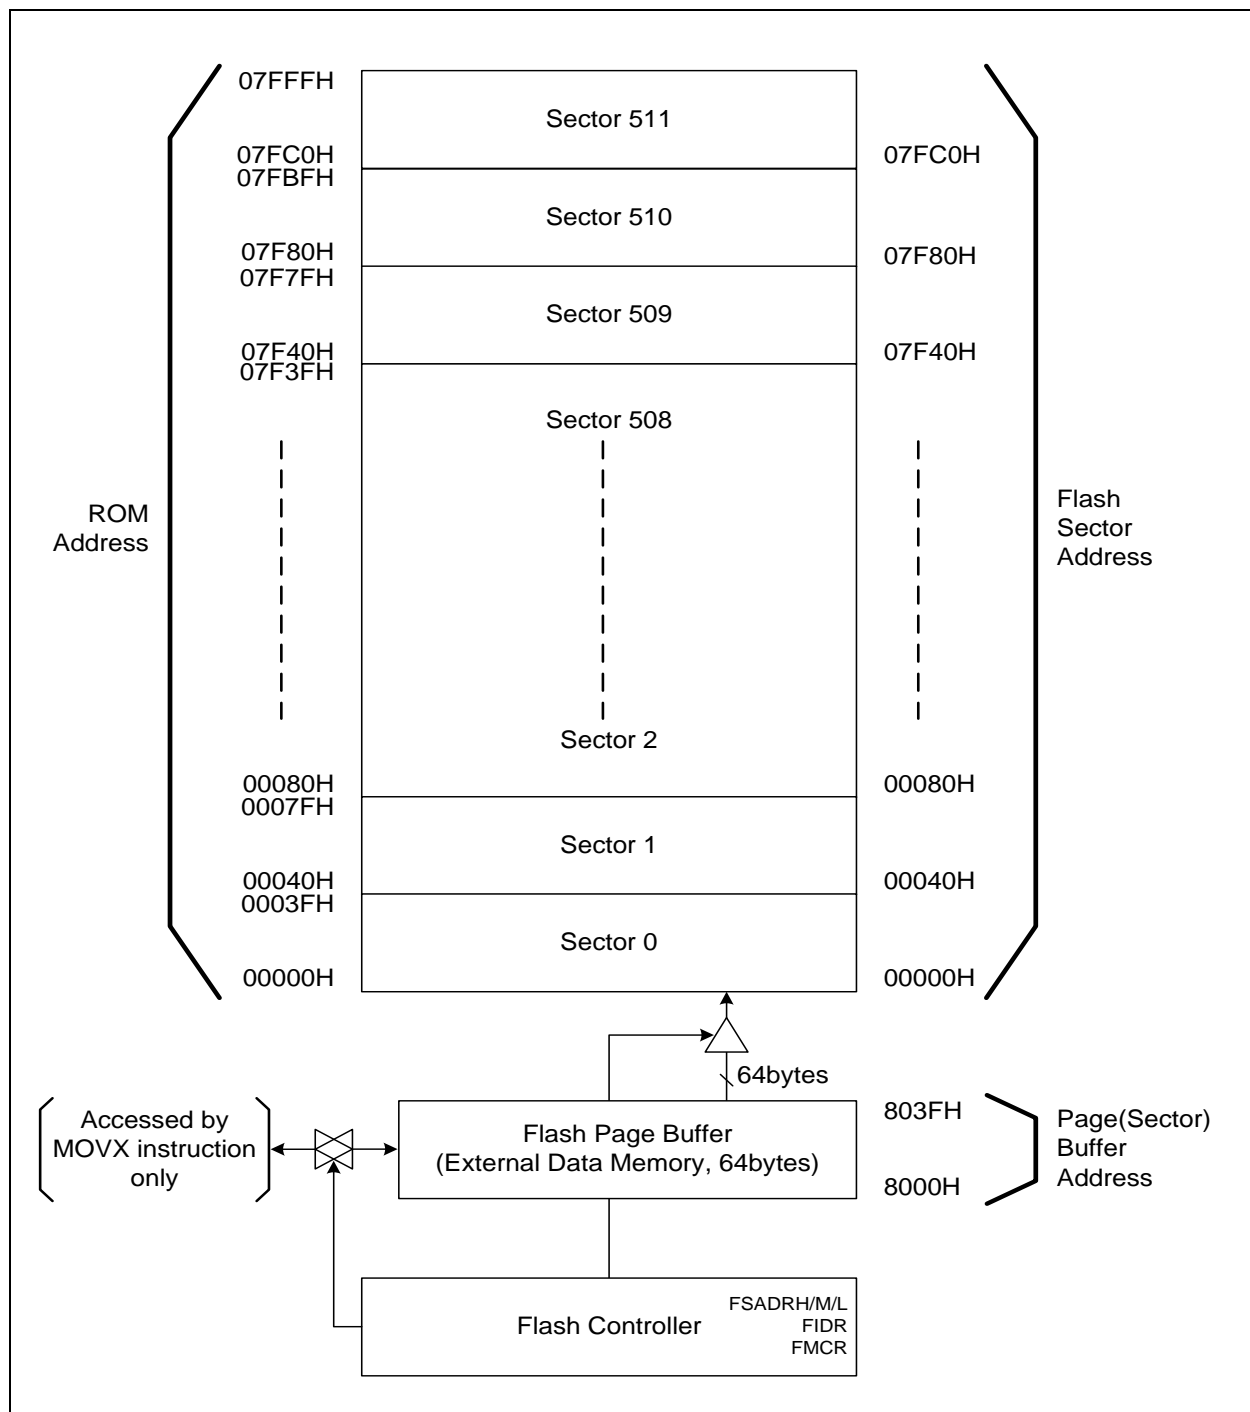 07FFFH
Sector 511
07FC0H
07FC0H
07FBFH
Sector 510
07F80H
07F80H
07F7FH
Sector 509
07F40H
07F40H
07F3FH
Sector 508
ROM
Address
Flash
Sector
Address
Sector 2
00080H
00080H
0007FH
Sector 1
00040H
00040H
0003FH
Sector 0
00000H
00000H
64bytes
Accessed by
MOVX instruction
only
Flash Page Buffer
(External Data Memory, 64bytes)
803FH
8000H
Page(Sector)
Buffer
Address
Flash Controller
FSADRH/M/L
FIDR
FMCR